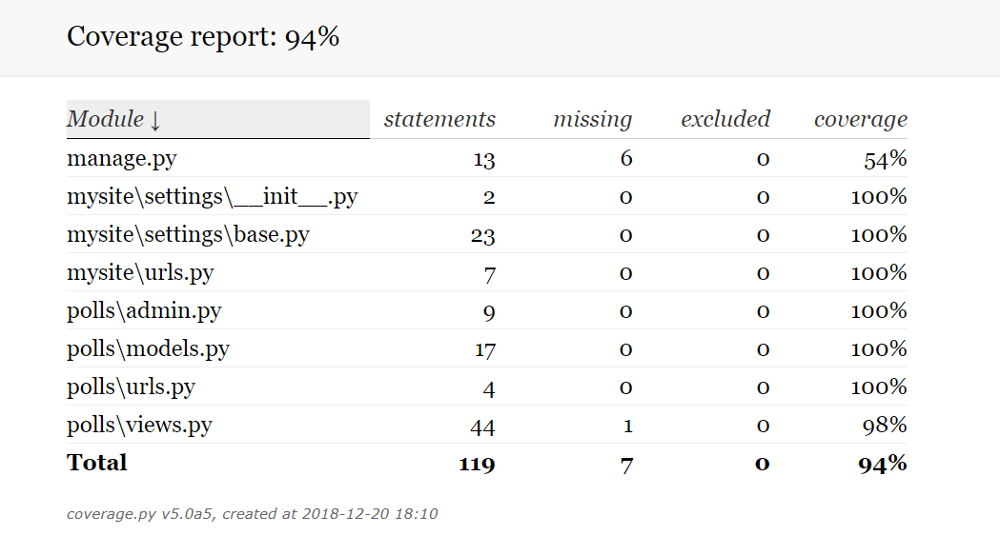 Coverage report: 94%
Module ↓ statements missing excluded coverage
manage.py 13 6 0 54%
mysite\settings\__init__.py 2 0 0 100%
mysite\settings\base.py 23 0 0 100%
mysite\urls.py 7 0 0 100%
polls\admin.py 9 0 0 100%
polls\models.py 17 0 0 100%
polls\urls.py 4 0 0 100%
polls\views.py 44 1 0 98%
Total 119 7 0 94%
coverage.py v5.0a5, created at 2018-12-20 18:10